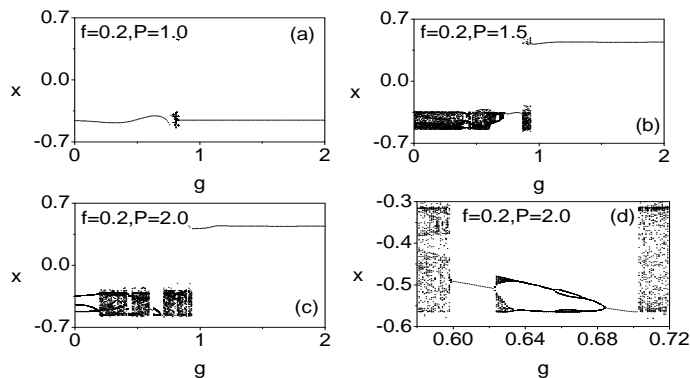 0.7
f=0.2,P=1.0
(a)
x
0.0
-0.7
0
1
2
g
0.7
f=0.2,P=1.5
x
0.0
(b)
-0.7
0
1
2
g
0.7
f=0.2,P=2.0
x
0.0
(c)
-0.7
0
1
2
g
-0.3
f=0.2,P=2.0
(d)
-0.4
x
-0.5
-0.6
0.60
0.64
0.68
0.72
g